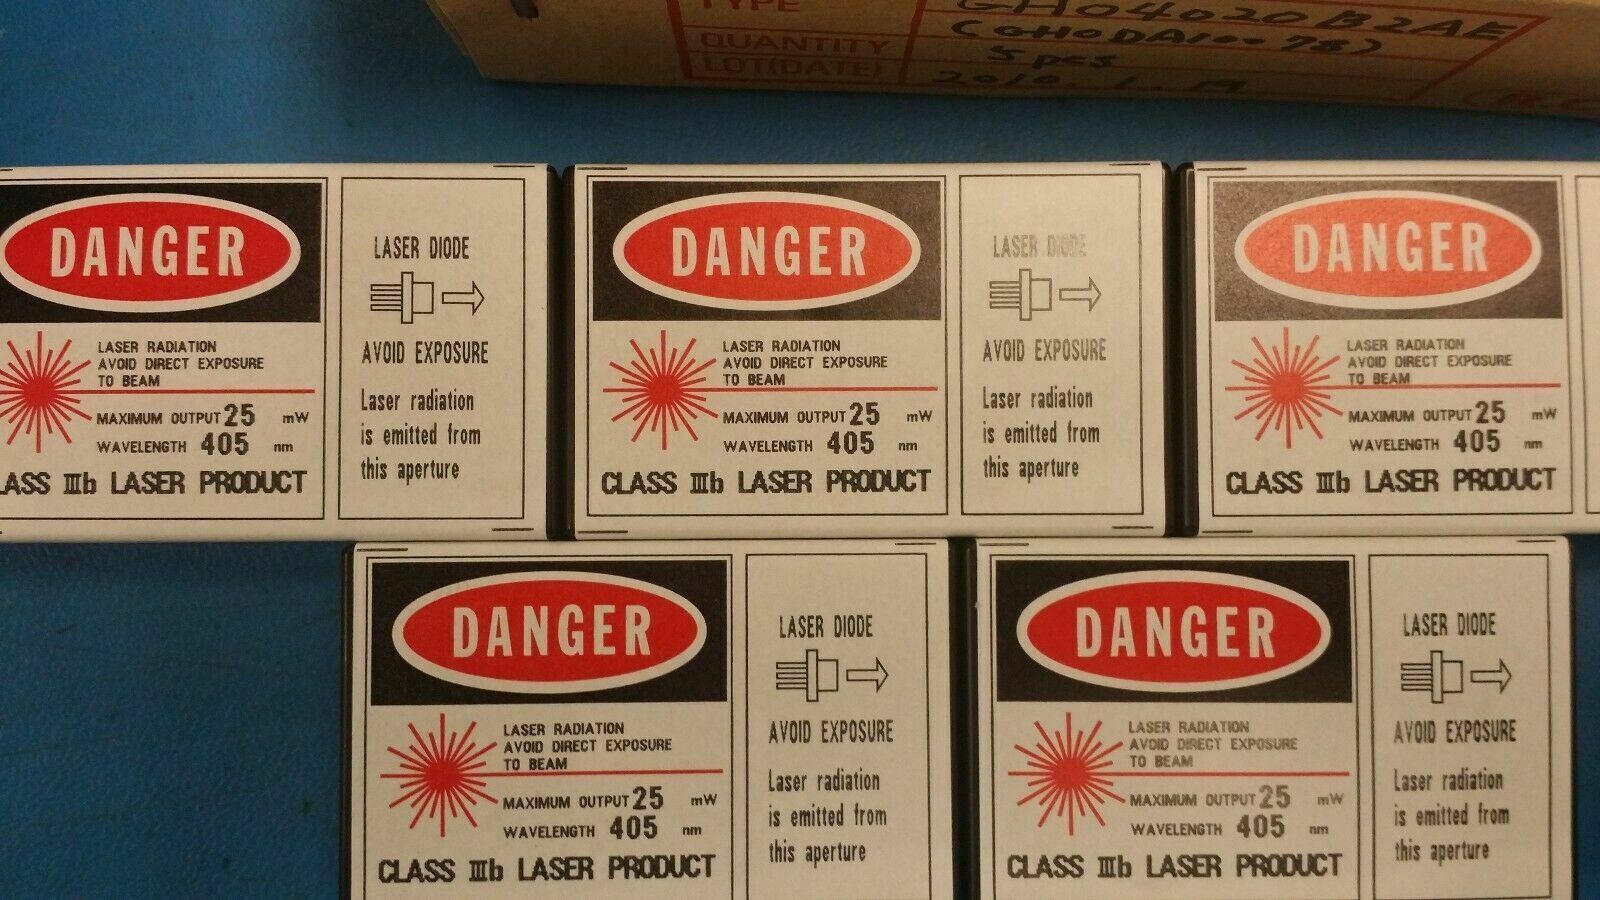 TYPE GH04020B2AE
(GH0DA10078)
QUANTITY 5 pcs
LOT(DATE) 2010.1.
DANGER
LASER RADIATION
AVOID DIRECT EXPOSURE
TO BEAM
MAXIMUM OUTPUT 25 mW
WAVELENGTH 405 nm
LASS IIIb LASER PRODUCT
LASER DIODE
AVOID EXPOSURE
Laser radiation
is emitted from
this aperture
DANGER
LASER RADIATION
AVOID DIRECT EXPOSURE
TO BEAM
MAXIMUM OUTPUT 25 mW
WAVELENGTH 405 nm
CLASS IIIb LASER PRODUCT
LASER DIODE
AVOID EXPOSURE
Laser radiation
is emitted from
this aperture
DANGER
LASER RADIATION
AVOID DIRECT EXPOSURE
TO BEAM
MAXIMUM OUTPUT 25 mW
WAVELENGTH 405 nm
CLASS IIIb LASER PRODUCT
DANGER
LASER RADIATION
AVOID DIRECT EXPOSURE
TO BEAM
MAXIMUM OUTPUT 25 mW
WAVELENGTH 405 nm
CLASS IIIb LASER PRODUCT
LASER DIODE
AVOID EXPOSURE
Laser radiation
is emitted from
this aperture
DANGER
LASER RADIATION
AVOID DIRECT EXPOSURE
TO BEAM
MAXIMUM OUTPUT 25 mW
WAVELENGTH 405 nm
CLASS IIIb LASER PRODUCT
LASER DIODE
AVOID EXPOSURE
Laser radiation
is emitted from
this aperture